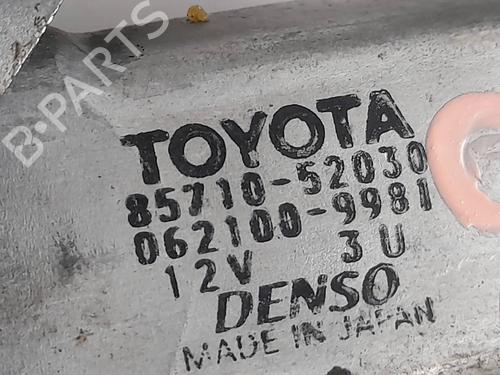 B-PARTS
TOYOTA
85710-52030
062100-9981
12V 3U
DENSO
MADE IN JAPAN